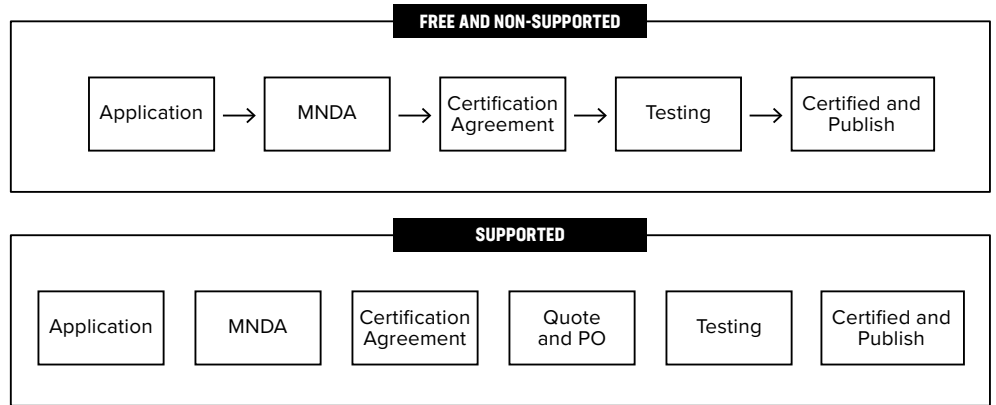 FREE AND NON-SUPPORTED
Application
MNDA
Certification
Agreement
Testing
Certified and
Publish
SUPPORTED
Application
MNDA
Certification
Agreement
Quote
and PO
Testing
Certified and
Publish